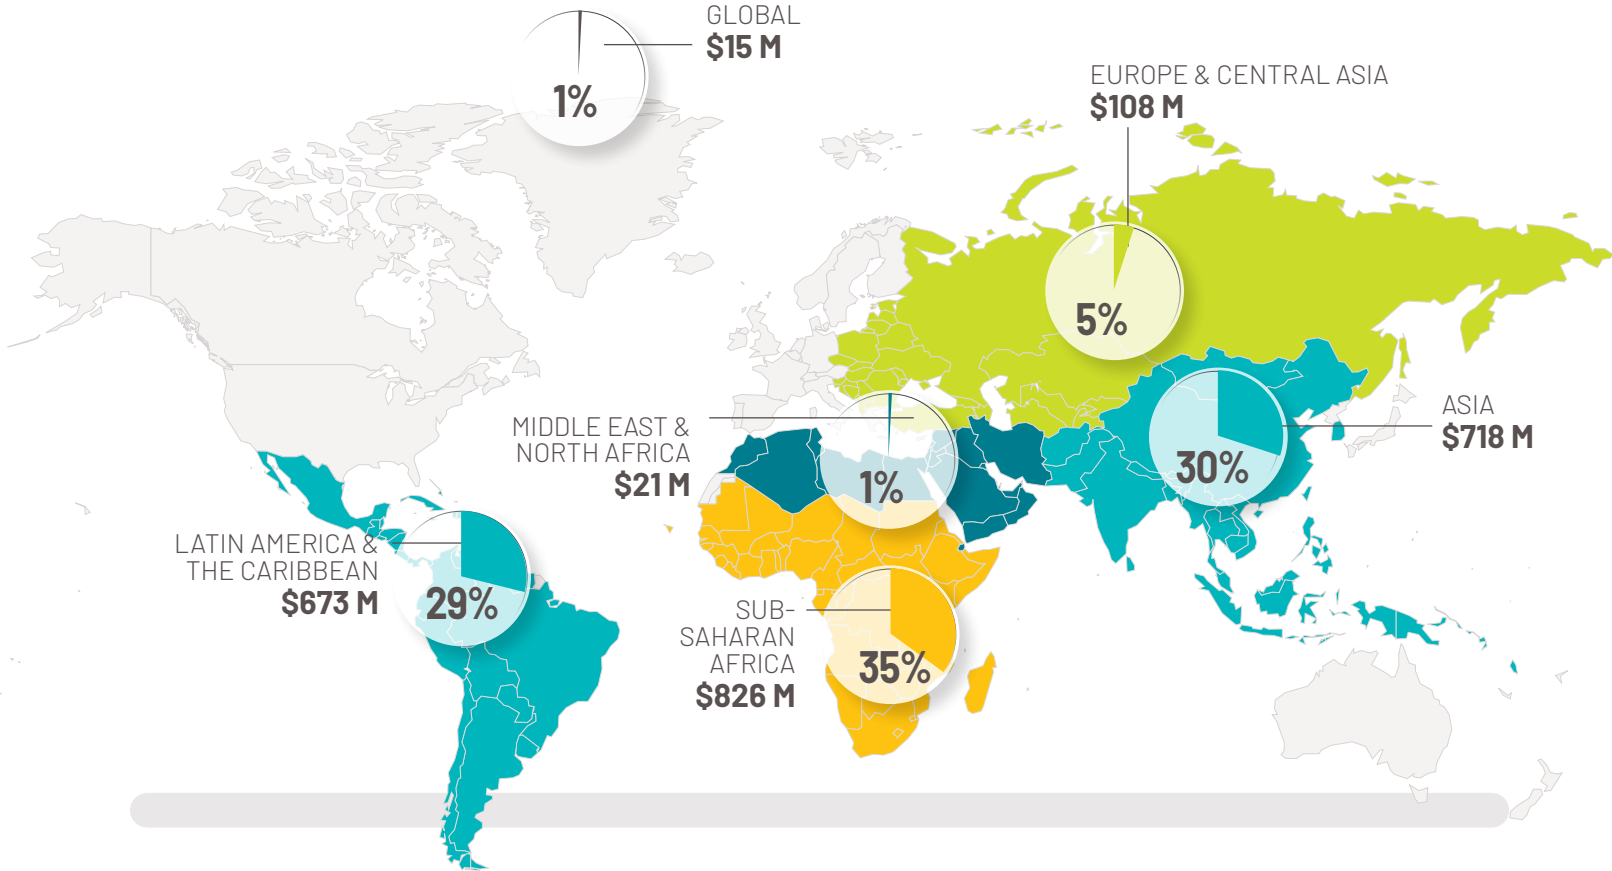 GLOBAL
$15 M
1%
EUROPE & CENTRAL ASIA
$108 M
5%
MIDDLE EAST &
NORTH AFRICA
$21 M
1%
ASIA
$718 M
30%
LATIN AMERICA &
THE CARIBBEAN
$673 M
29%
SUB-
SAHARAN
AFRICA
$826 M
35%